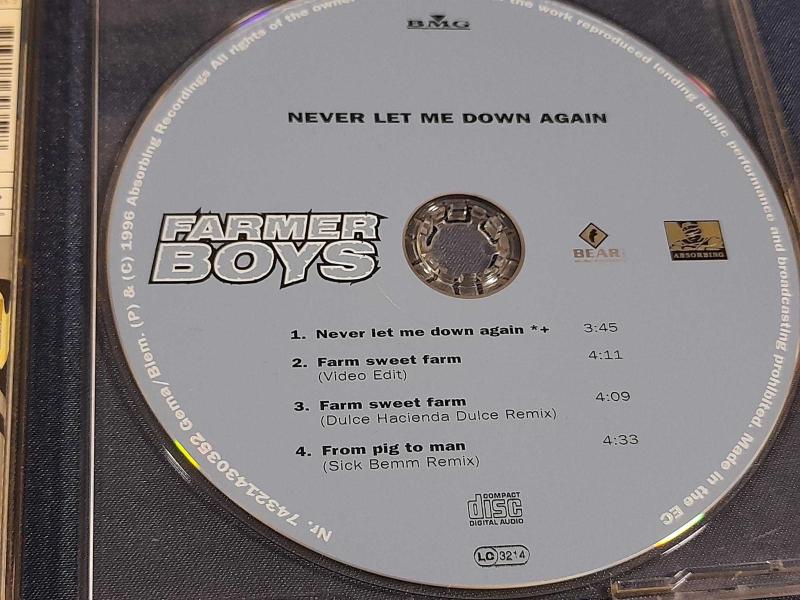 BMG
NEVER LET ME DOWN AGAIN
FARMER
BOYS
BEAR
ABSORBING
1. Never let me down again *+ 3:45
2. Farm sweet farm 4:11
(Video Edit)
3. Farm sweet farm 4:09
(Dulce Hacienda Dulce Remix)
4. From pig to man 4:33
(Sick Bemm Remix)
COMPACT
disc
DIGITAL AUDIO
LC 3214
Nr. 74321430352 Gema/Biem. (P) & (C) 1996 Absorbing Recordings All rights of the owner
the work reproduced lending public performance and broadcasting prohibited. Made in the EC